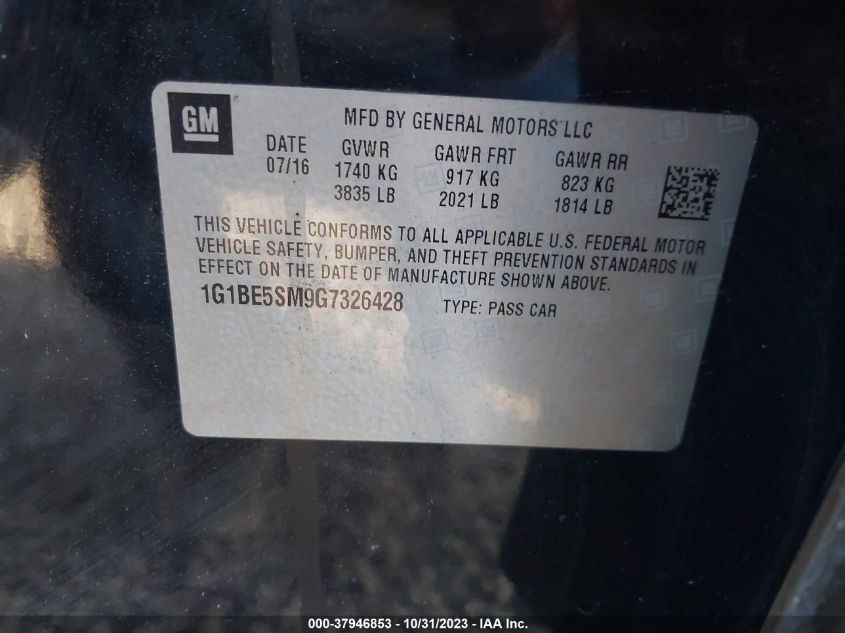 GM
MFD BY GENERAL MOTORS LLC
DATE GVWR GAWR FRT GAWR RR
07/16 1740 KG 917 KG 823 KG
3835 LB 2021 LB 1814 LB
THIS VEHICLE CONFORMS TO ALL APPLICABLE U.S. FEDERAL MOTOR
VEHICLE SAFETY, BUMPER, AND THEFT PREVENTION STANDARDS IN
EFFECT ON THE DATE OF MANUFACTURE SHOWN ABOVE.
1G1BE5SM9G7326428 TYPE: PASS CAR
000-37946853 - 10/31/2023 - IAA Inc.